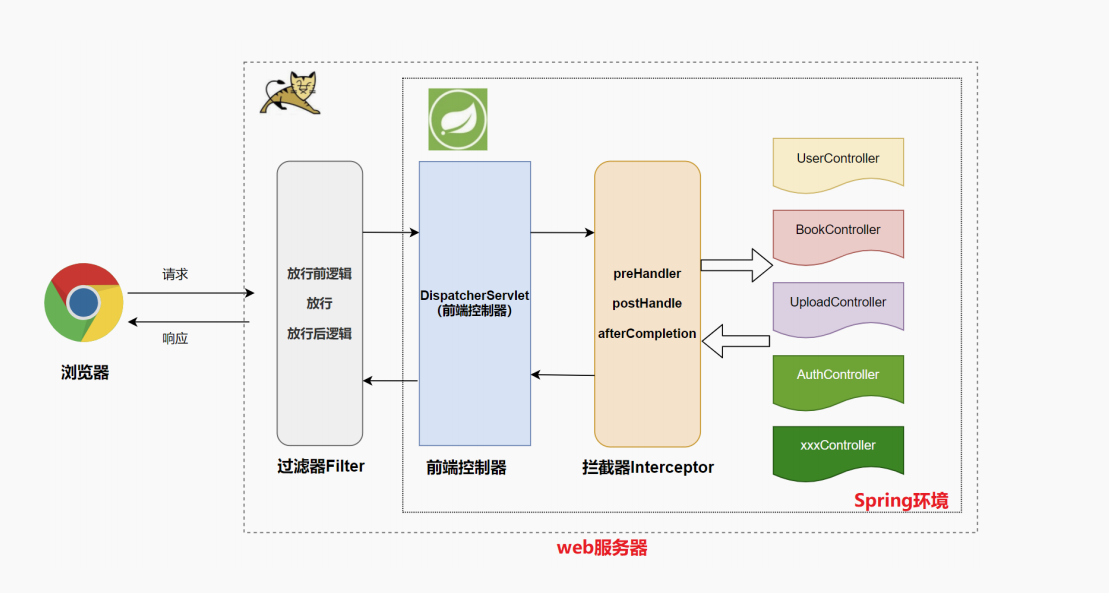 请求
响应
浏览器
放行前逻辑
放行
放行后逻辑
过滤器Filter
DispatcherServlet
(前端控制器)
前端控制器
preHandler
postHandle
afterCompletion
拦截器Interceptor
UserController
BookController
UploadController
AuthController
xxxController
Spring环境
web服务器